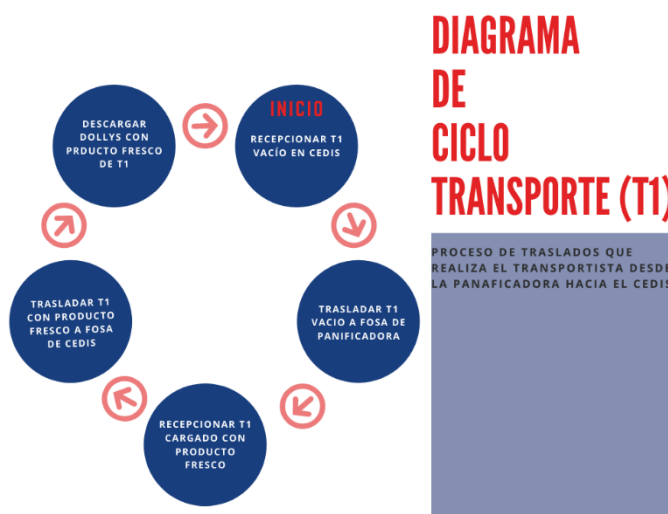 DIAGRAMA
DE
CICLO
TRANSPORTE (T1)
PROCESO DE TRASLADOS QUE
REALIZA EL TRANSPORTISTA DESDE
LA PANAFICADORA HACIA EL CEDIS
INICIO
RECEPCIONAR T1
VACÍO EN CEDIS
TRASLADAR T1
VACIO A FOSA DE
PANIFICADORA
RECEPCIONAR T1
CARGADO CON
PRODUCTO
FRESCO
TRASLADAR T1
CON PRODUCTO
FRESCO A FOSA
DE CEDIS
DESCARGAR
DOLLYS CON
PRDUCTO FRESCO
DE T1